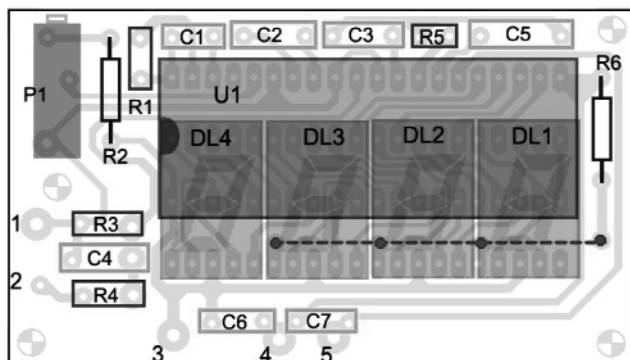 C1 C2 C3 R5 C5
R6
P1 R1 U1
R2 DL4 DL3 DL2 DL1
1 R3
C4
2 R4
C6 C7
3 4 5